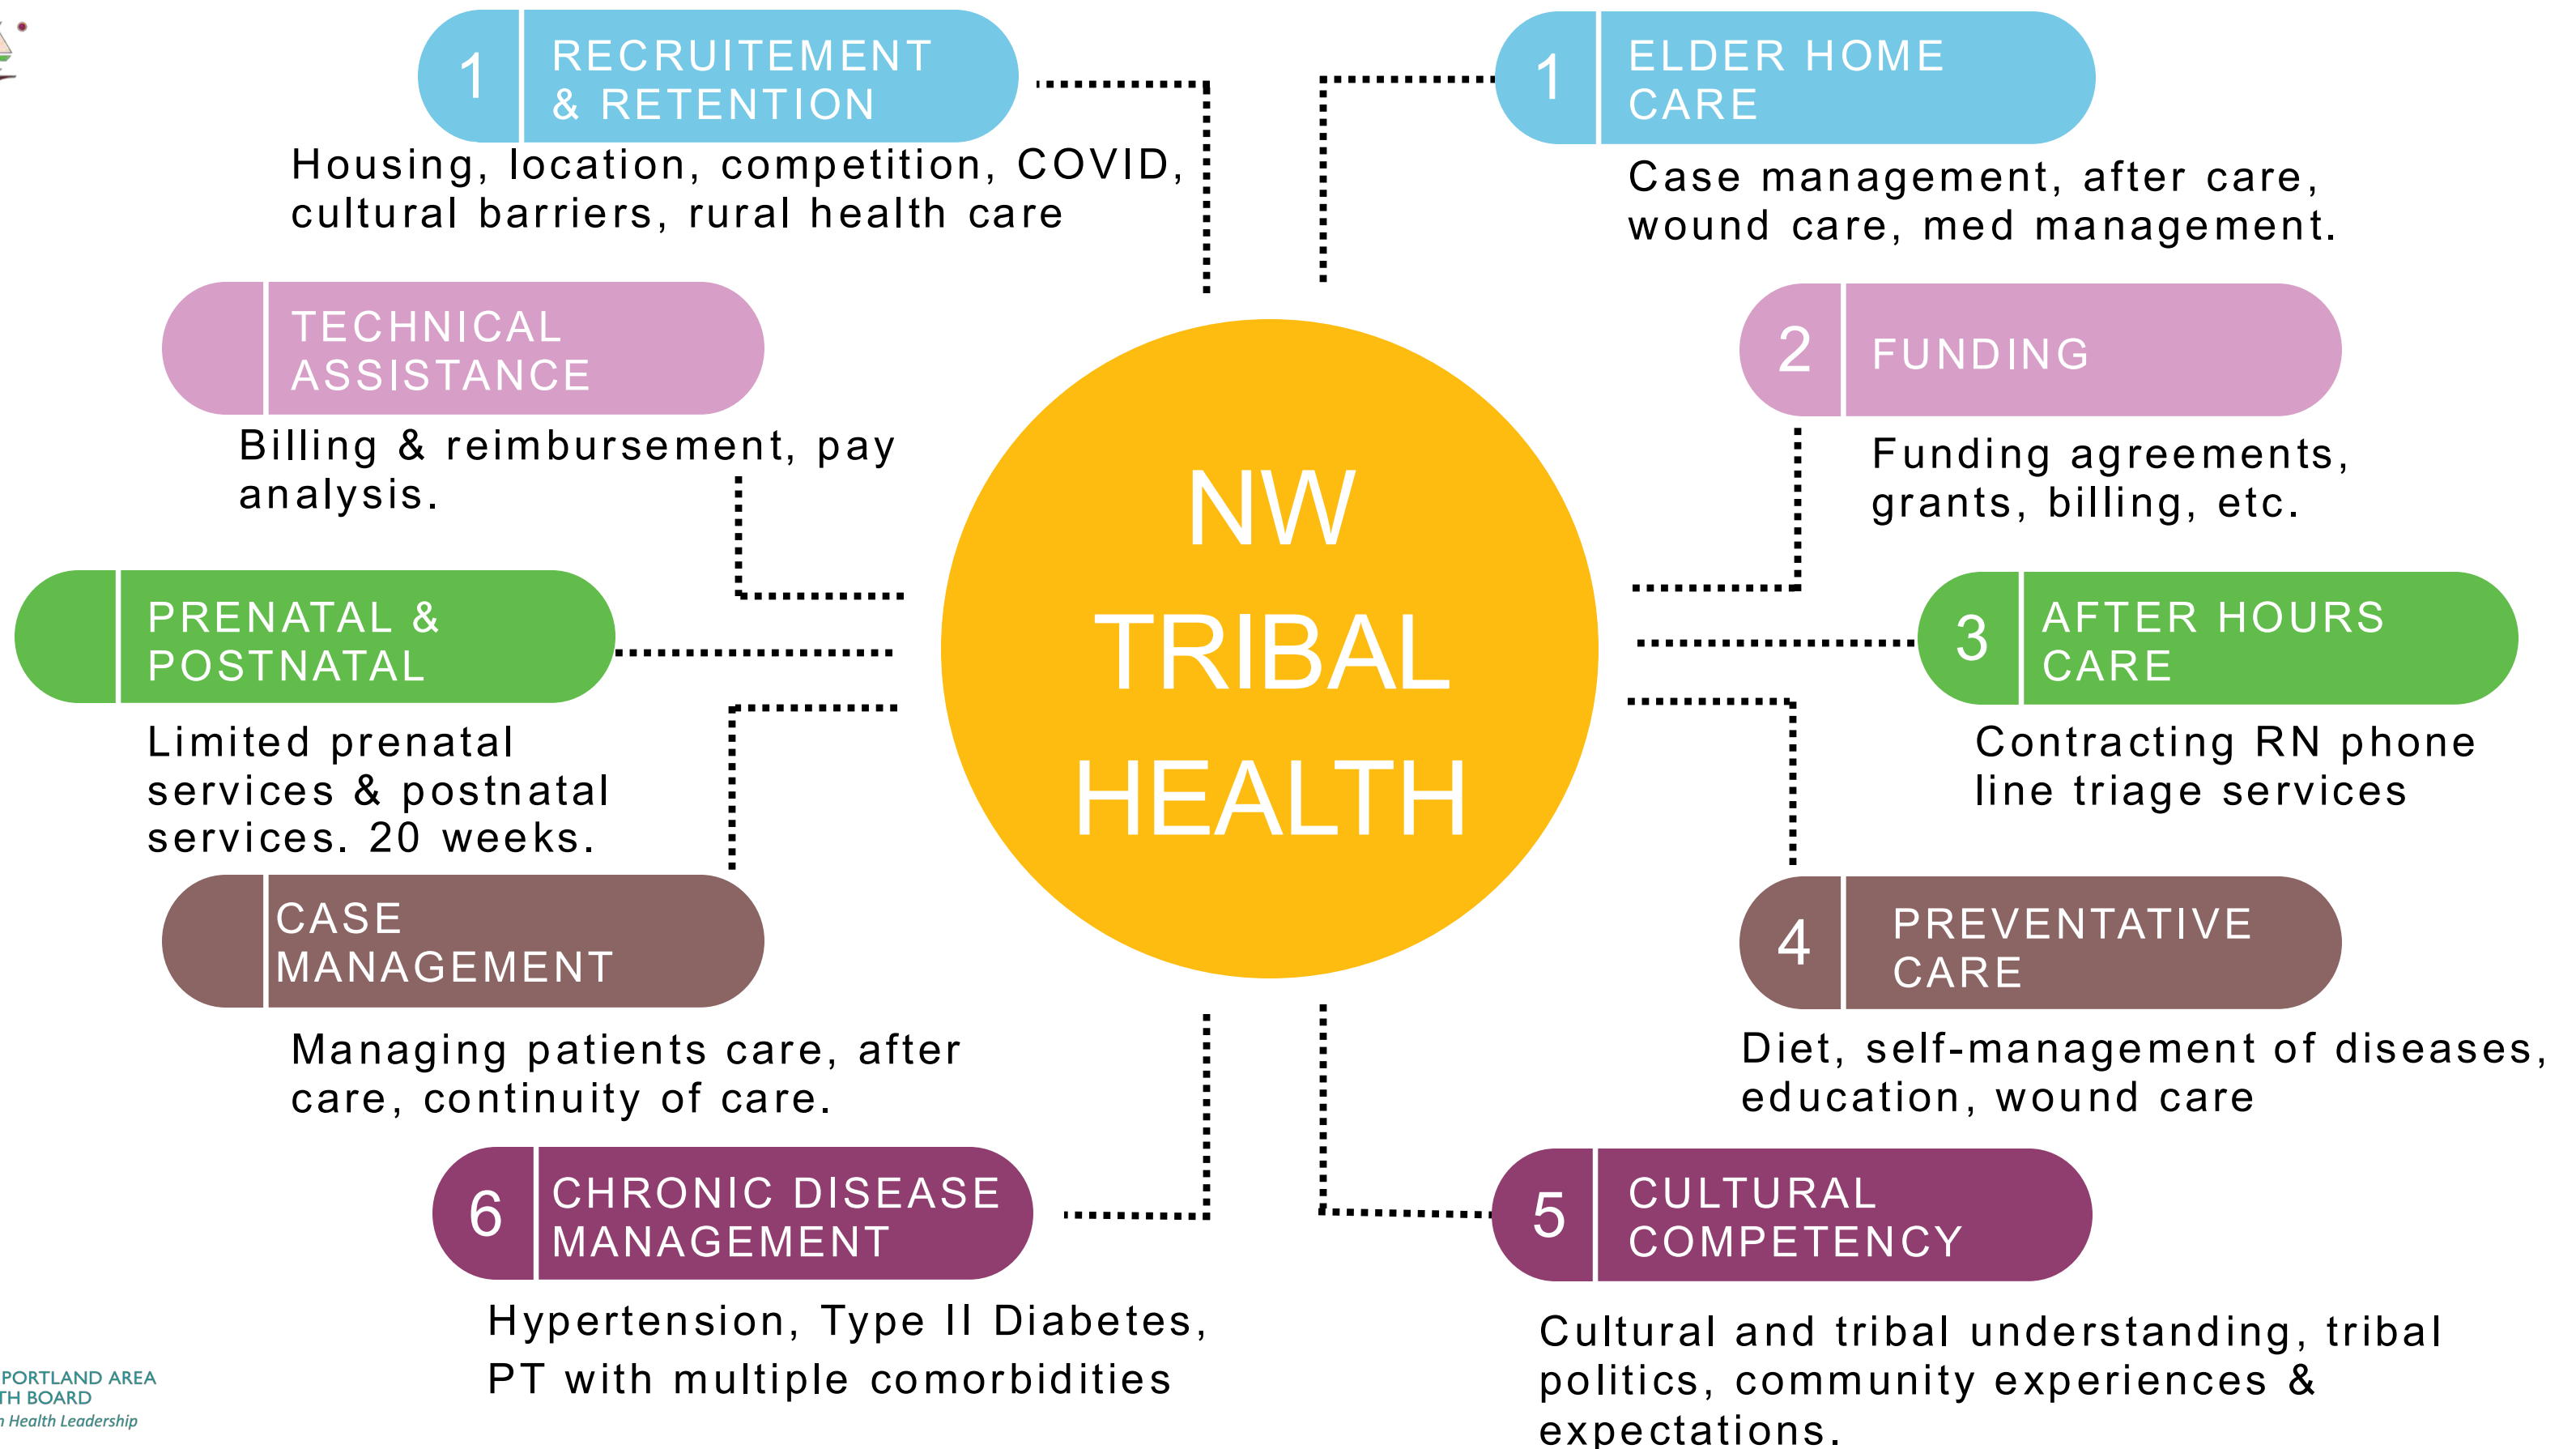 1
RECRUITEMENT
& RETENTION
Housing, location, competition, COVID,
cultural barriers, rural health care
TECHNICAL
ASSISTANCE
Billing & reimbursement, pay
analysis.
PRENATAL &
POSTNATAL
Limited prenatal
services & postnatal
services. 20 weeks.
CASE
MANAGEMENT
Managing patients care, after
care, continuity of care.
6
CHRONIC DISEASE
MANAGEMENT
Hypertension, Type II Diabetes,
PT with multiple comorbidities
NW
TRIBAL
HEALTH
1
ELDER HOME
CARE
Case management, after care,
wound care, med management.
2
FUNDING
Funding agreements,
grants, billing, etc.
3
AFTER HOURS
CARE
Contracting RN phone
line triage services
4
PREVENTATIVE
CARE
Diet, self-management of diseases,
education, wound care
5
CULTURAL
COMPETENCY
Cultural and tribal understanding, tribal
politics, community experiences &
expectations.
PORTLAND AREA
BOARD
Health Leadership